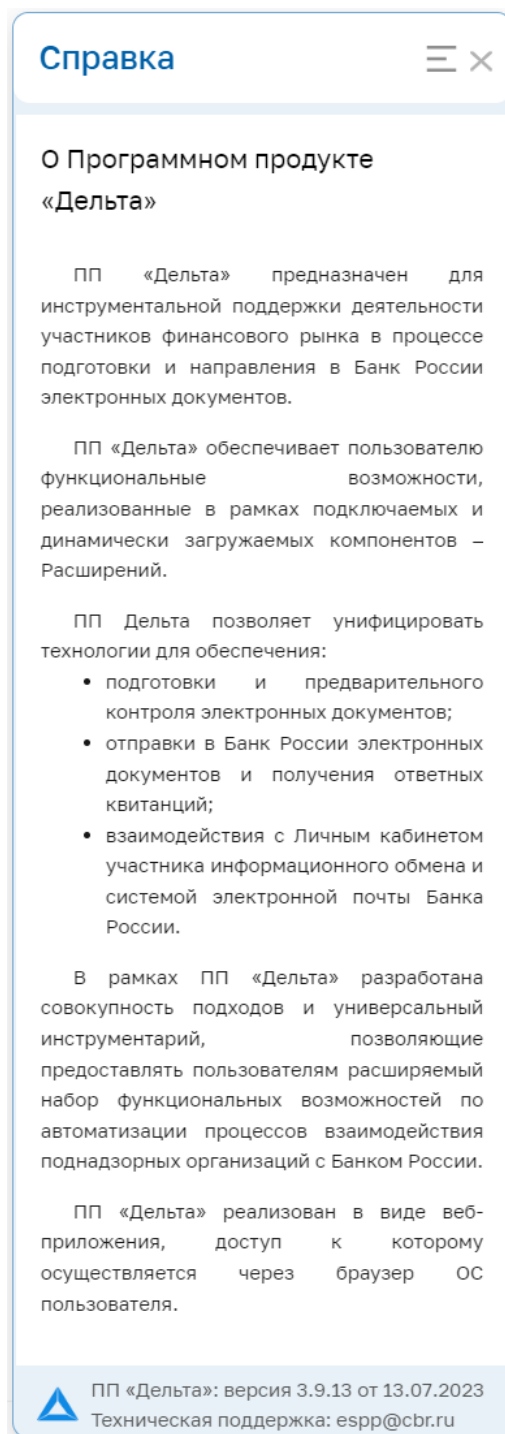 Справка
О Программном продукте
«Дельта»
ПП «Дельта» предназначен для
инструментальной поддержки деятельности
участников финансового рынка в процессе
подготовки и направления в Банк России
электронных документов.
ПП «Дельта» обеспечивает пользователю
функциональные возможности,
реализованные в рамках подключаемых и
динамически загружаемых компонентов –
Расширений.
ПП Дельта позволяет унифицировать
технологии для обеспечения:
• подготовки и предварительного
контроля электронных документов;
• отправки в Банк России электронных
документов и получения ответных
квитанций;
• взаимодействия с Личным кабинетом
участника информационного обмена и
системой электронной почты Банка
России.
В рамках ПП «Дельта» разработана
совокупность подходов и универсальный
инструментарий, позволяющие
предоставлять пользователям расширяемый
набор функциональных возможностей по
автоматизации процессов взаимодействия
поднадзорных организаций с Банком России.
ПП «Дельта» реализован в виде веб-
приложения, доступ к которому
осуществляется через браузер ОС
пользователя.
ПП «Дельта»: версия 3.9.13 от 13.07.2023
Техническая поддержка: espp@cbr.ru